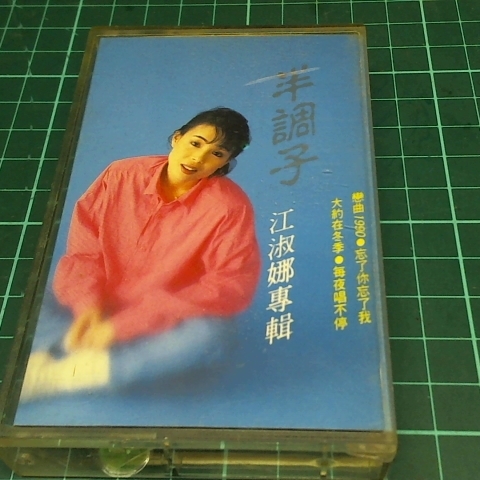 半調子
江淑娜專輯
戀曲1990●忘了你忘了我
大約在冬季●每夜唱不停